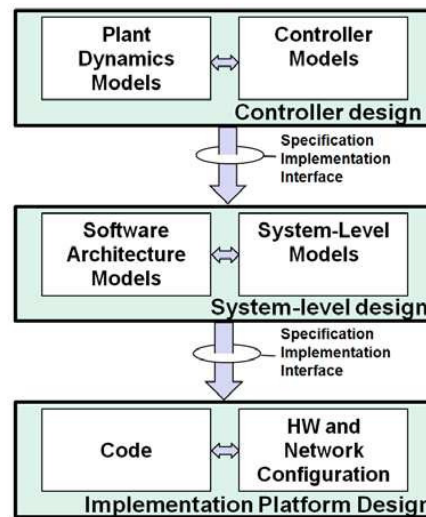 Plant
Dynamics
Models
Controller
Models
Controller design
Specification
Implementation
Interface
Software
Architecture
Models
System-Level
Models
System-level design
Specification
Implementation
Interface
Code
HW and
Network
Configuration
Implementation Platform Design